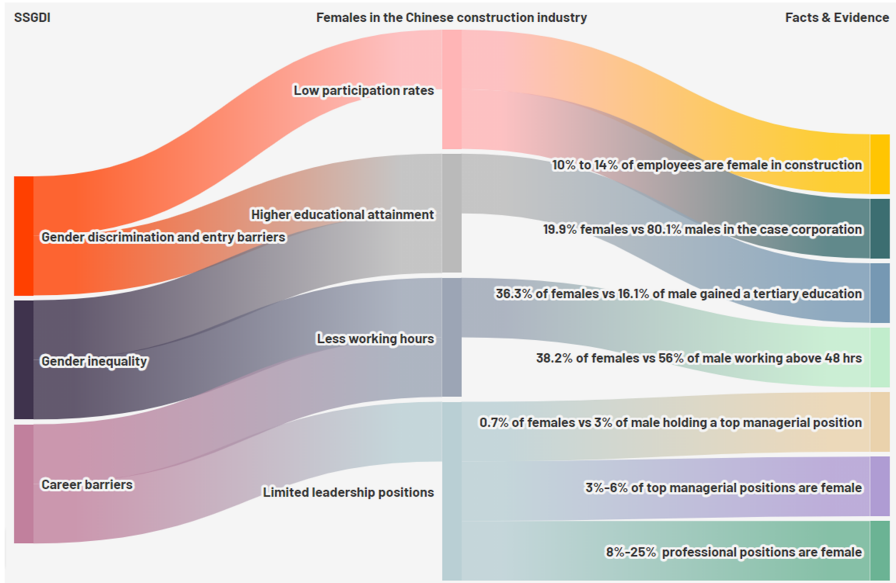 SSGDI
Females in the Chinese construction industry
Facts & Evidence
Gender discrimination and entry barriers
Gender inequality
Career barriers
Low participation rates
Higher educational attainment
Less working hours
Limited leadership positions
10% to 14% of employees are female in construction
19.9% females vs 80.1% males in the case corporation
36.3% of females vs 16.1% of male gained a tertiary education
38.2% of females vs 56% of male working above 48 hrs
0.7% of females vs 3% of male holding a top managerial position
3%-6% of top managerial positions are female
8%-25% professional positions are female